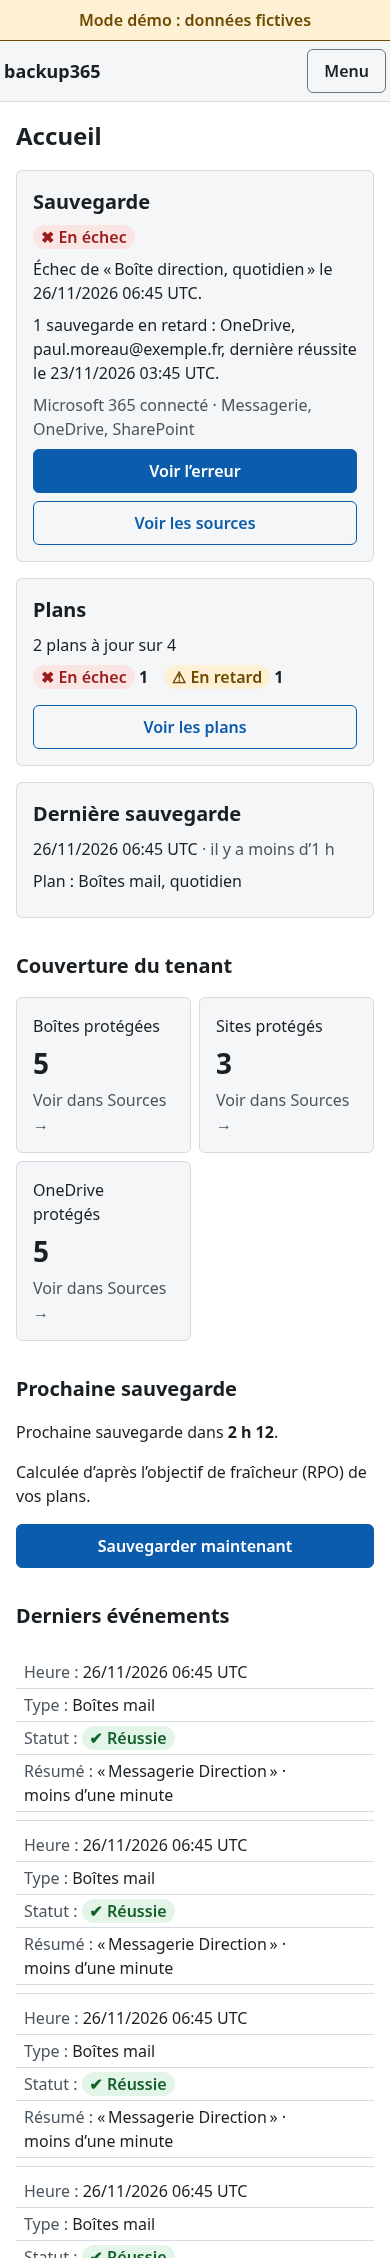 Mode démo : données fictives
backup365
Menu
Accueil
Sauvegarde
✖ En échec
Échec de « Boîte direction, quotidien » le
26/11/2026 06:45 UTC.
1 sauvegarde en retard : OneDrive,
paul.moreau@exemple.fr, dernière réussite
le 23/11/2026 03:45 UTC.
Microsoft 365 connecté · Messagerie,
OneDrive, SharePoint
Voir l’erreur
Voir les sources
Plans
2 plans à jour sur 4
✖ En échec 1 ⚠ En retard 1
Voir les plans
Dernière sauvegarde
26/11/2026 06:45 UTC · il y a moins d’1 h
Plan : Boîtes mail, quotidien
Couverture du tenant
Boîtes protégées
5
Voir dans Sources
→
Sites protégés
3
Voir dans Sources
→
OneDrive
protégés
5
Voir dans Sources
→
Prochaine sauvegarde
Prochaine sauvegarde dans 2 h 12.
Calculée d’après l’objectif de fraîcheur (RPO) de
vos plans.
Sauvegarder maintenant
Derniers événements
Heure : 26/11/2026 06:45 UTC
Type : Boîtes mail
Statut : ✔ Réussie
Résumé : « Messagerie Direction » ·
moins d’une minute
Heure : 26/11/2026 06:45 UTC
Type : Boîtes mail
Statut : ✔ Réussie
Résumé : « Messagerie Direction » ·
moins d’une minute
Heure : 26/11/2026 06:45 UTC
Type : Boîtes mail
Statut : ✔ Réussie
Résumé : « Messagerie Direction » ·
moins d’une minute
Heure : 26/11/2026 06:45 UTC
Type : Boîtes mail
Statut : ✔ Réussie